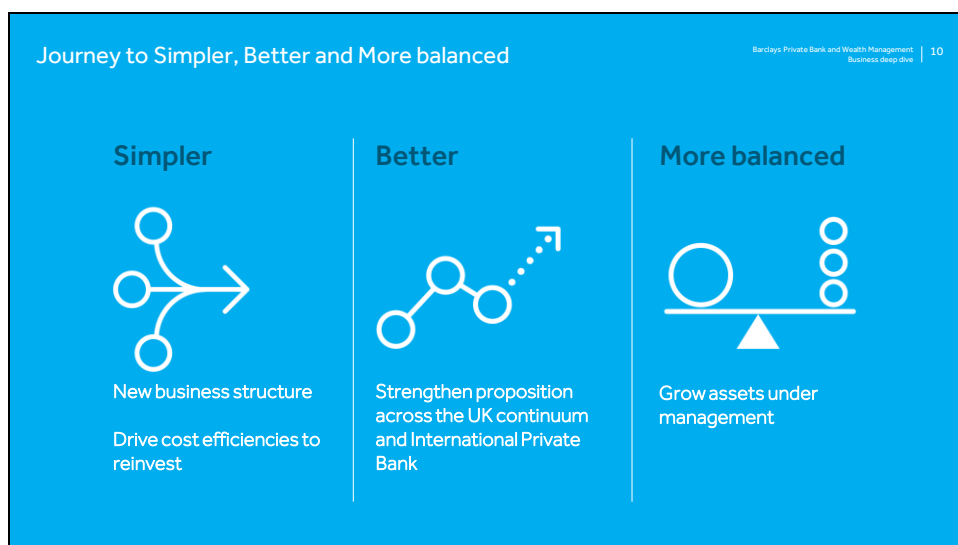 Journey to Simpler, Better and More balanced
Barclays Private Bank and Wealth Management
Business deep dive
10
Simpler
New business structure
Drive cost efficiencies to
reinvest
Better
Strengthen proposition
across the UK continuum
and International Private
Bank
More balanced
Grow assets under
management